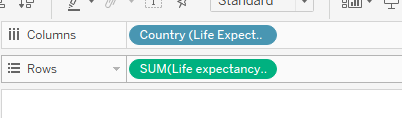 Standard
Columns
Country (Life Expect..
Rows
SUM(Life expectancy..